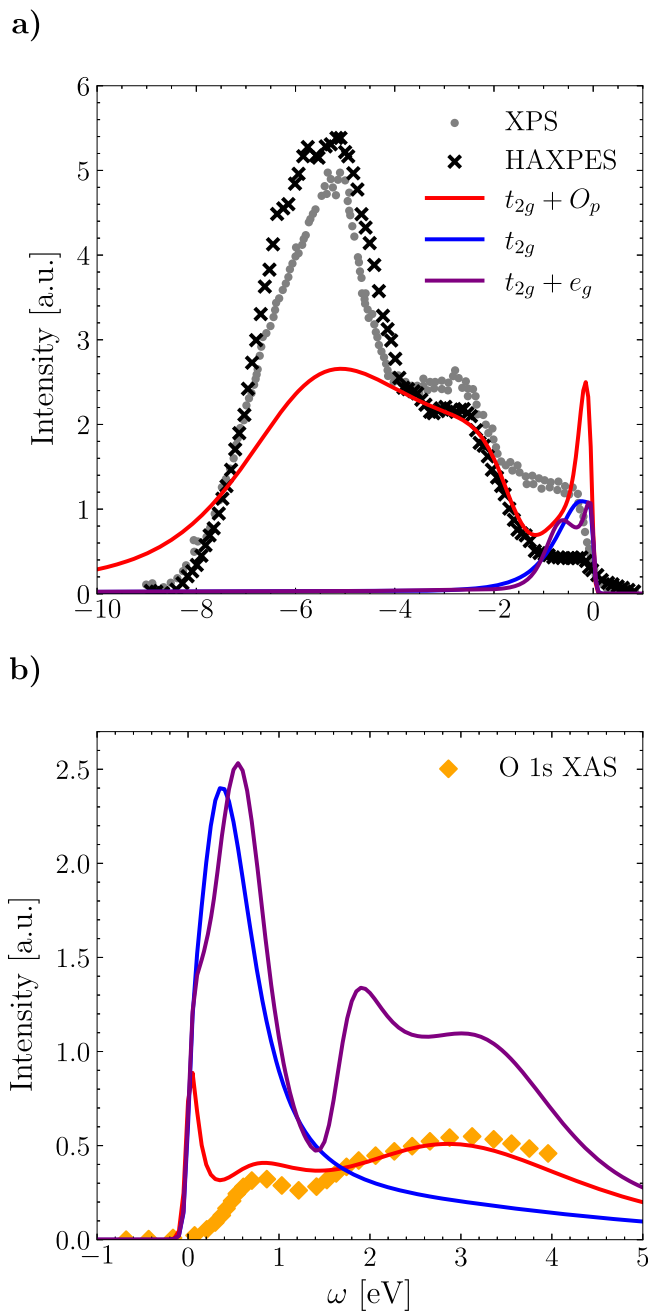 a)
6
5
4
3
2
1
0
Intensity [a.u.]
XPS
HAXPES
t2g + Op
t2g
t2g + eg
−10 −8 −6 −4 −2 0
b)
2.5
2.0
1.5
1.0
0.5
0.0
Intensity [a.u.]
O 1s XAS
−1 0 1 2 3 4 5
ω [eV]